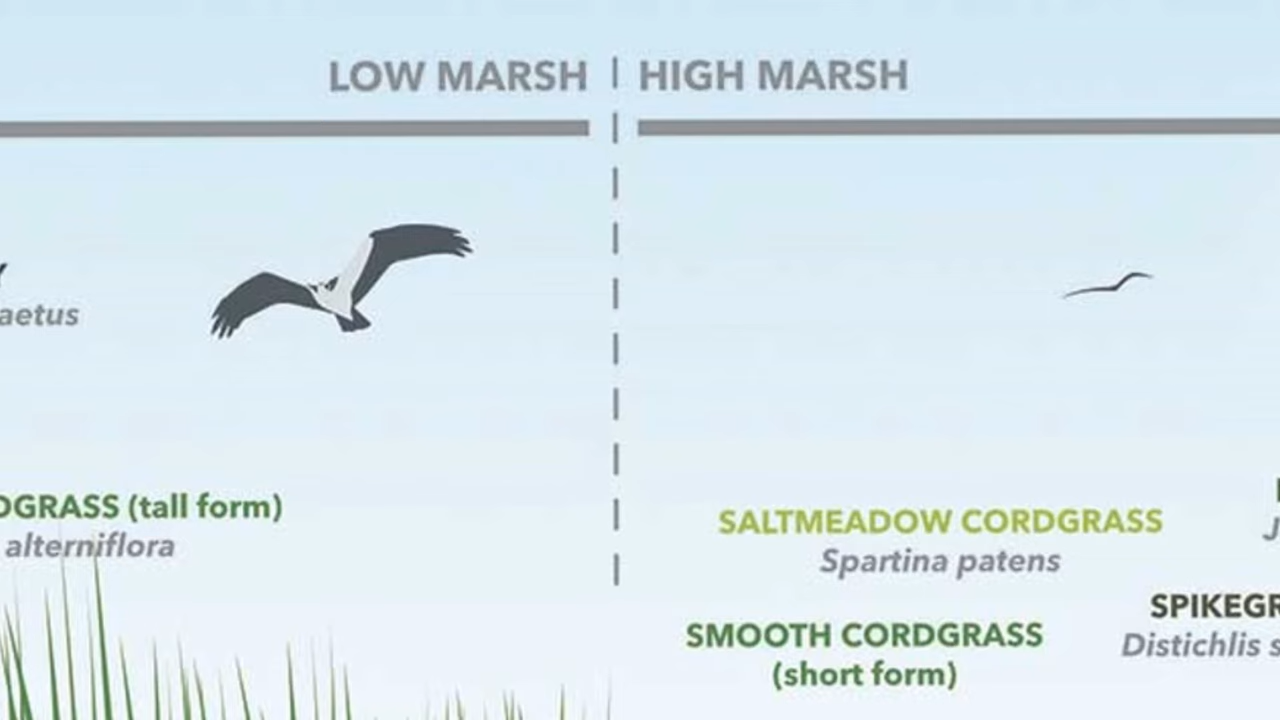 LOW MARSH
HIGH MARSH
aetus
DGRASS (tall form)
alterniflora
SALTMEADOW CORDGRASS
Spartina patens
SMOOTH CORDGRASS
(short form)
J
SPIKEGR
Distichlis s